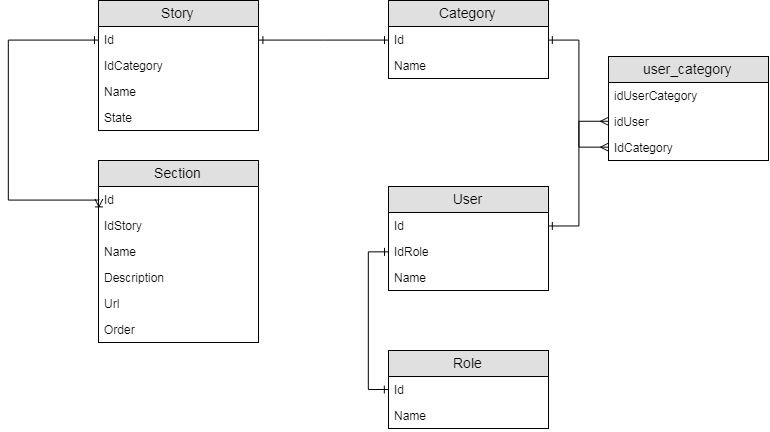 Story
Id
IdCategory
Name
State
Category
Id
Name
user_category
idUserCategory
idUser
IdCategory
Section
Id
IdStory
Name
Description
Url
Order
User
Id
IdRole
Name
Role
Id
Name